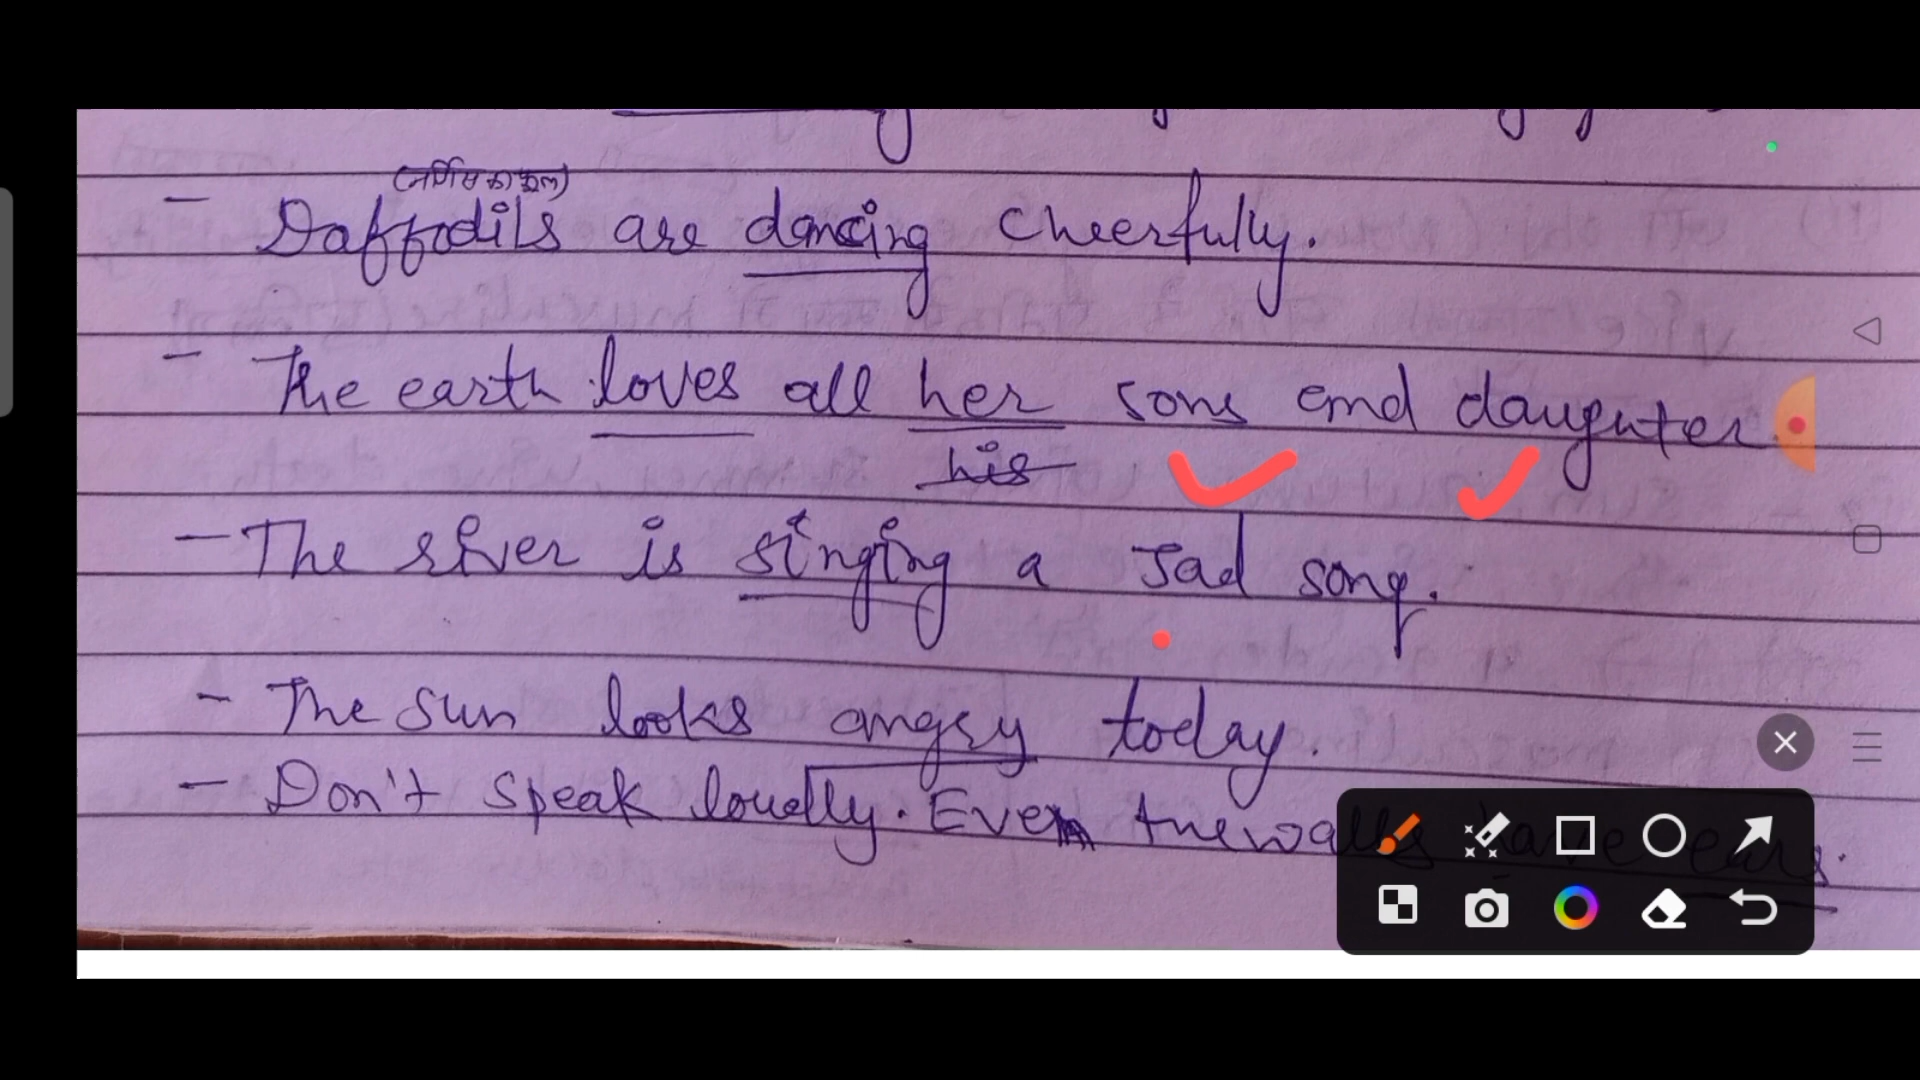 (नर्गिस का फूल)
- Daffodils are dancing cheerfully.
- The earth loves all her sons and daughter.
his
- The river is singing a sad song.
- The sun looks angry today.
- Don't speak loudly. Even the walls have ears.